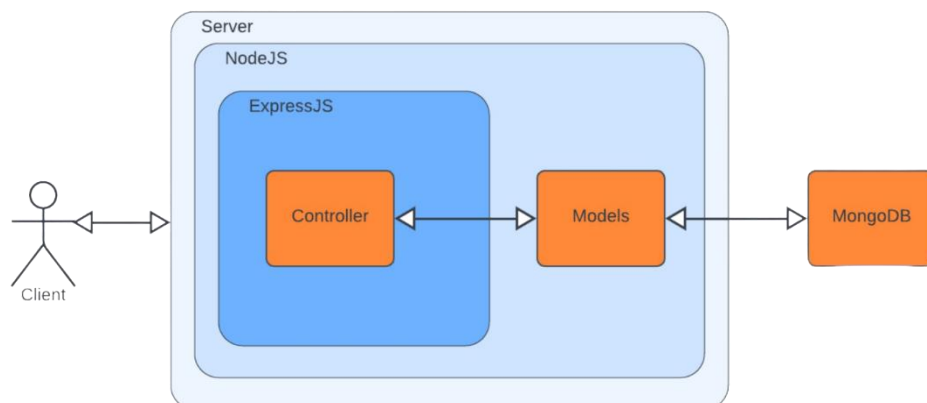 Server
NodeJS
ExpressJS
Controller
Models
MongoDB
Client